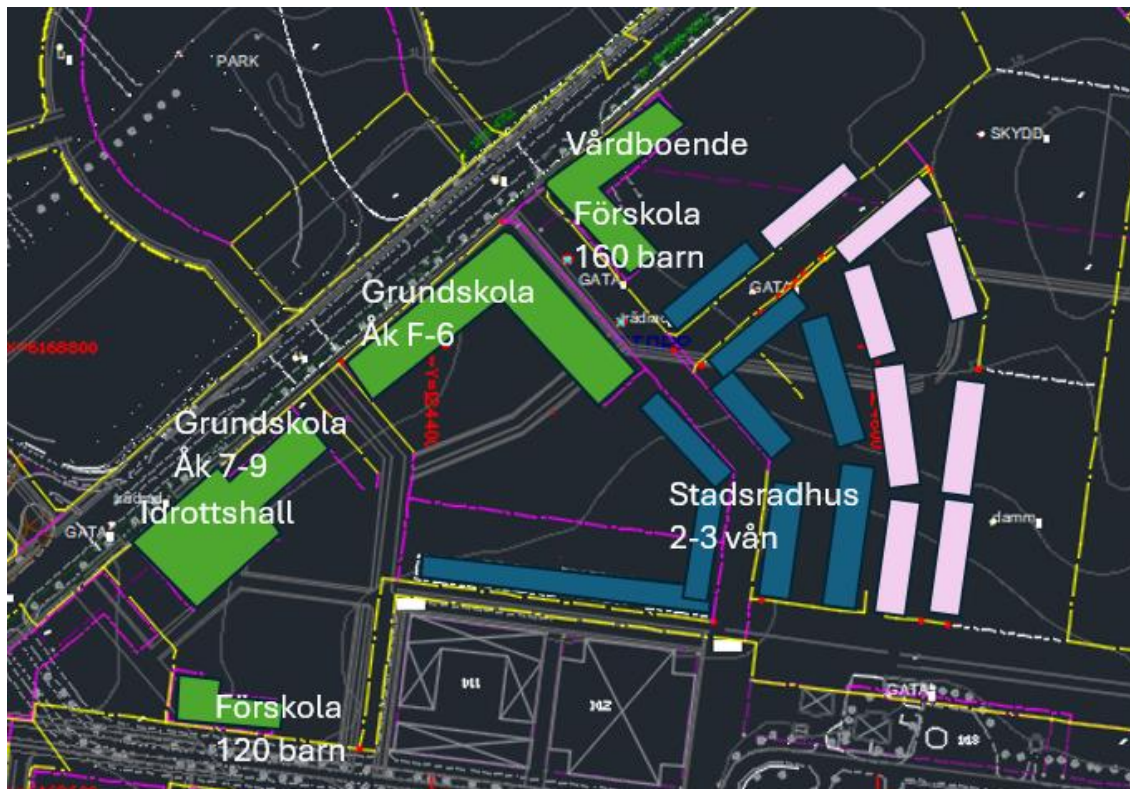 PARK
SKYDD
Vårdboende
Förskola
160 barn
GATA
GATA
Grundskola
Åk F-6
Grundskola
Åk 7-9
Idrottshall
GATA
Stadsradhus
2-3 vån
damm
Förskola
120 barn
GATA